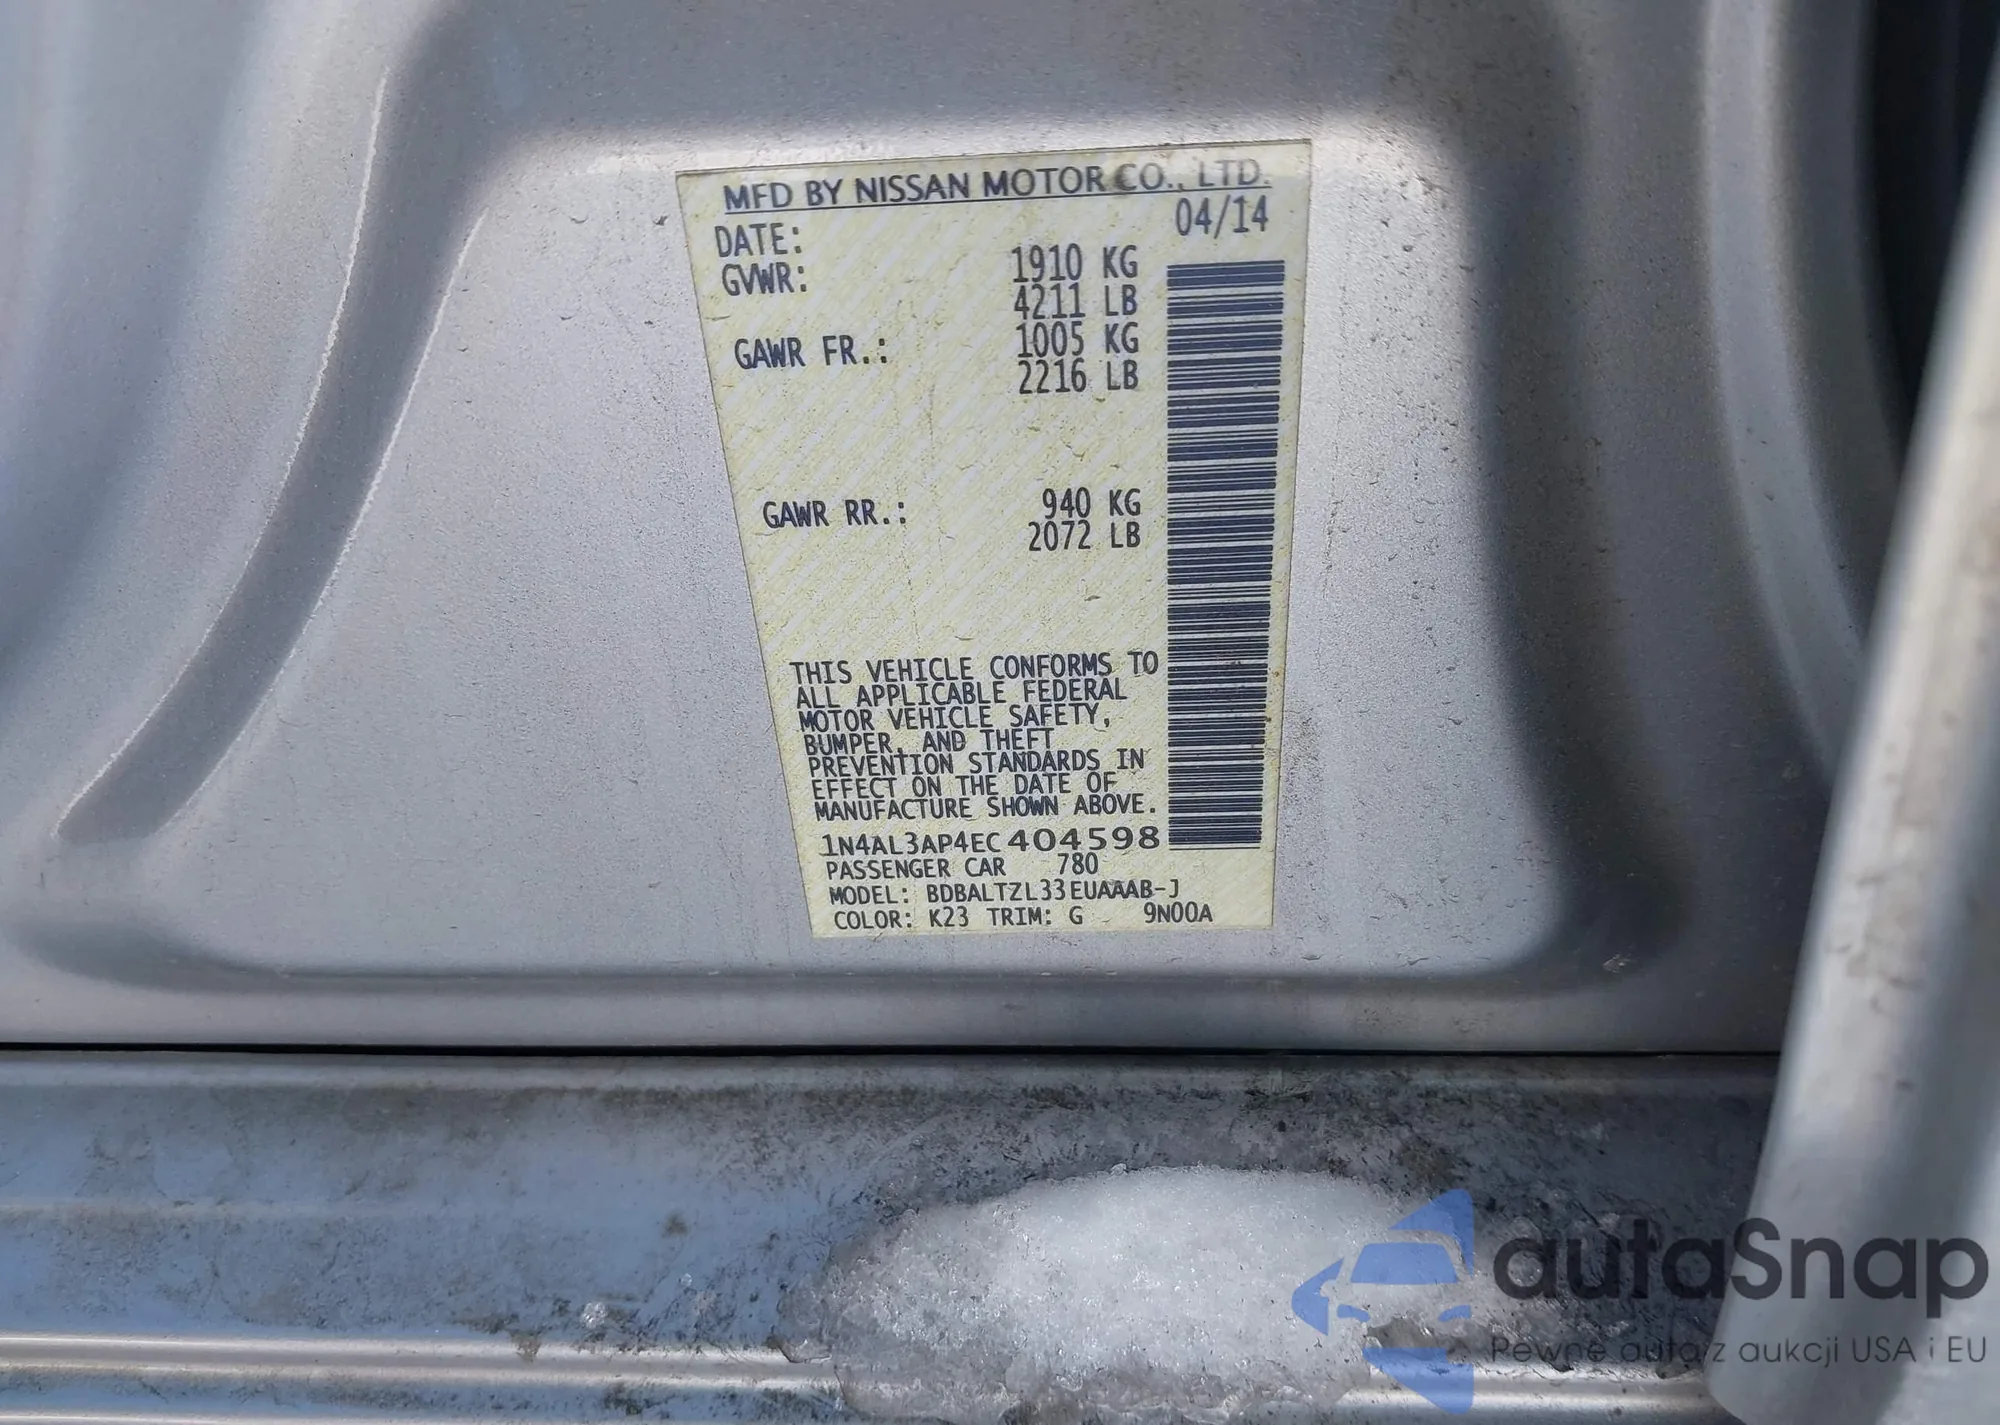 MFD BY NISSAN MOTOR CO., LTD.
DATE: 04/14
GVWR: 1910 KG
4211 LB
GAWR FR.: 1005 KG
2216 LB
GAWR RR.: 940 KG
2072 LB
THIS VEHICLE CONFORMS TO
ALL APPLICABLE FEDERAL
MOTOR VEHICLE SAFETY,
BUMPER, AND THEFT
PREVENTION STANDARDS IN
EFFECT ON THE DATE OF
MANUFACTURE SHOWN ABOVE.
1N4AL3AP4EC404598
PASSENGER CAR 780
MODEL: BDBALTZL33EUAAAB-J
COLOR: K23 TRIM: G 9N00A
autaSnap
Pewne auta z aukcji USA i EU